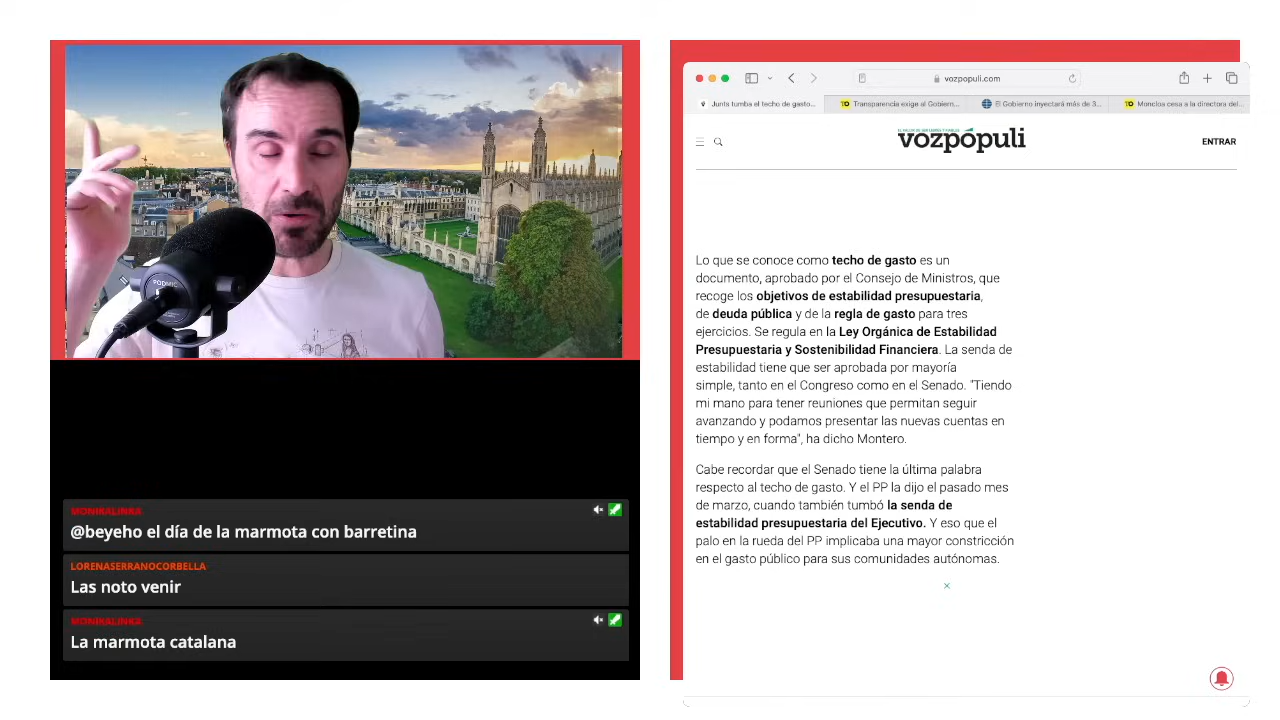 PODMIC
MONIKALINKA
@beyeho el día de la marmota con barretina
LORENASERRANOCORBELLA
Las noto venir
MONIKALINKA
La marmota catalana
vozpopuli.com
Junts tumba el techo de gasto...
Transparencia exige al Gobiern...
El Gobierno inyectará más de 3...
Moncloa cesa a la directora del...
vozpópuli
ENTRAR
Lo que se conoce como techo de gasto es un
documento, aprobado por el Consejo de Ministros, que
recoge los objetivos de estabilidad presupuestaria,
de deuda pública y de la regla de gasto para tres
ejercicios. Se regula en la Ley Orgánica de Estabilidad
Presupuestaria y Sostenibilidad Financiera. La senda de
estabilidad tiene que ser aprobada por mayoría
simple, tanto en el Congreso como en el Senado. "Tiendo
mi mano para tener reuniones que permitan seguir
avanzando y podamos presentar las nuevas cuentas en
tiempo y en forma", ha dicho Montero.
Cabe recordar que el Senado tiene la última palabra
respecto al techo de gasto. Y el PP la dijo el pasado mes
de marzo, cuando también tumbó la senda de
estabilidad presupuestaria del Ejecutivo. Y eso que el
palo en la rueda del PP implicaba una mayor constricción
en el gasto público para sus comunidades autónomas.